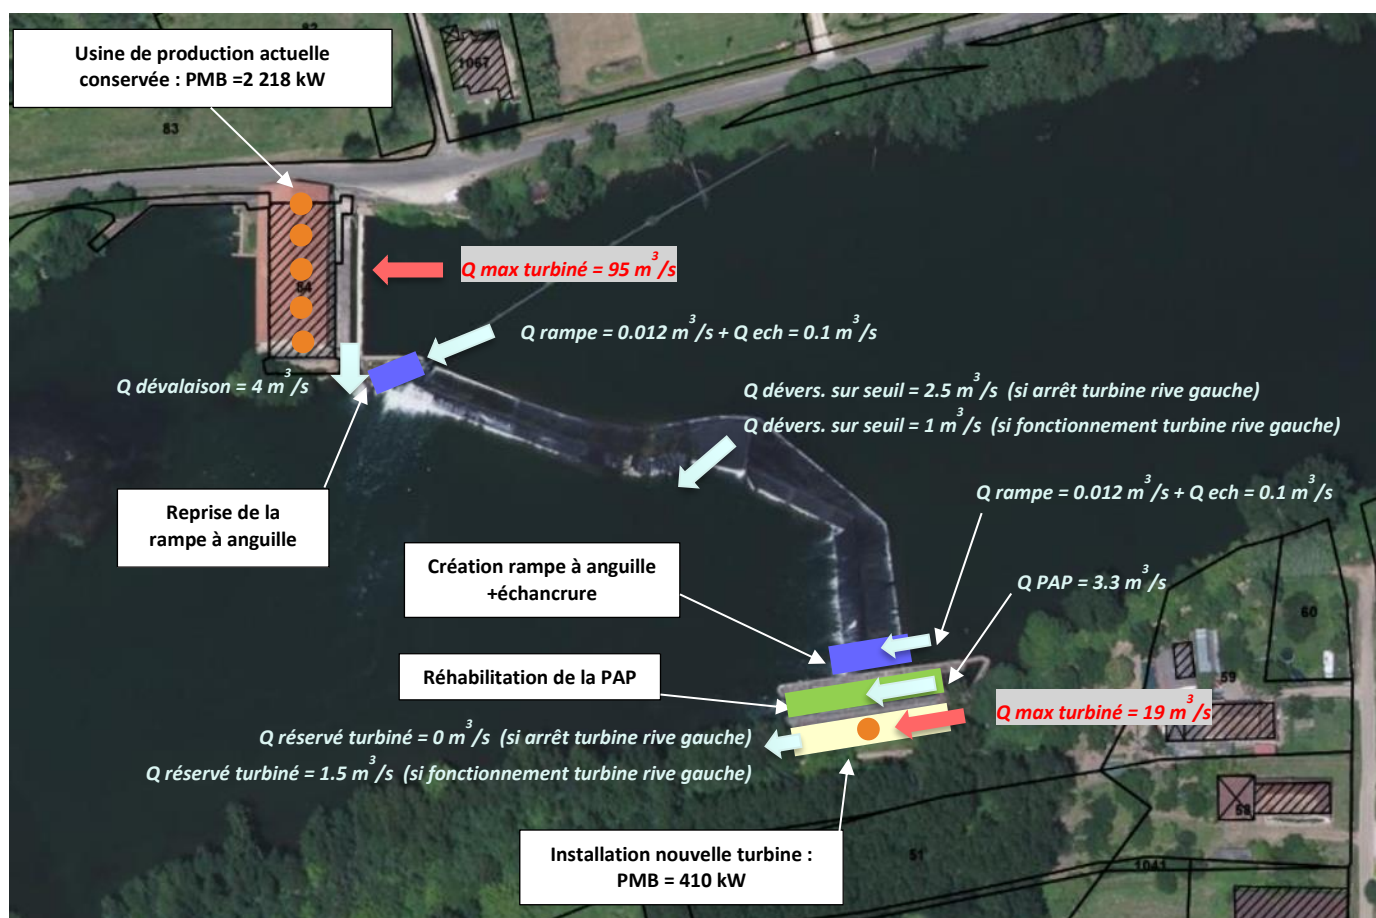 82
Usine de production actuelle
conservée : PMB =2 218 kW
1067
83
84
Q max turbiné = 95 m³/s
Q rampe = 0.012 m³/s + Q ech = 0.1 m³/s
Q dévalaison = 4 m³/s
Q dévers. sur seuil = 2.5 m³/s (si arrêt turbine rive gauche)
Q dévers. sur seuil = 1 m³/s (si fonctionnement turbine rive gauche)
Reprise de la
rampe à anguille
Q rampe = 0.012 m³/s + Q ech = 0.1 m³/s
Création rampe à anguille
+échancrure
Q PAP = 3.3 m³/s
60
Réhabilitation de la PAP
59
Q max turbiné = 19 m³/s
Q réservé turbiné = 0 m³/s (si arrêt turbine rive gauche)
Q réservé turbiné = 1.5 m³/s (si fonctionnement turbine rive gauche)
58
Installation nouvelle turbine :
PMB = 410 kW
51
1041